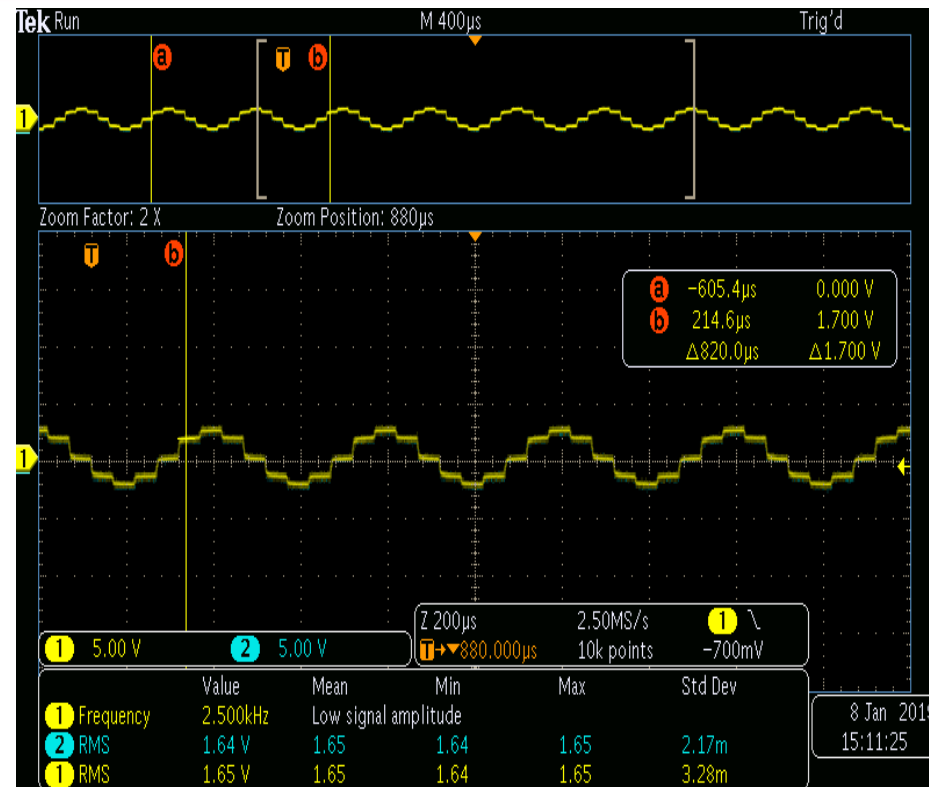 Tek Run M 400µs Trig'd
a T b
1
Zoom Factor: 2 X Zoom Position: 880µs
T b
a −605.4µs 0.000 V
b 214.6µs 1.700 V
△820.0µs △1.700 V
1
1 5.00 V 2 5.00 V
Z 200µs 2.50MS/s 1 \
T→▼880.000µs 10k points −700mV
Value Mean Min Max Std Dev
1 Frequency 2.500kHz Low signal amplitude
2 RMS 1.64 V 1.65 1.64 1.65 2.17m
1 RMS 1.65 V 1.65 1.64 1.65 3.28m
8 Jan 2019
15:11:25